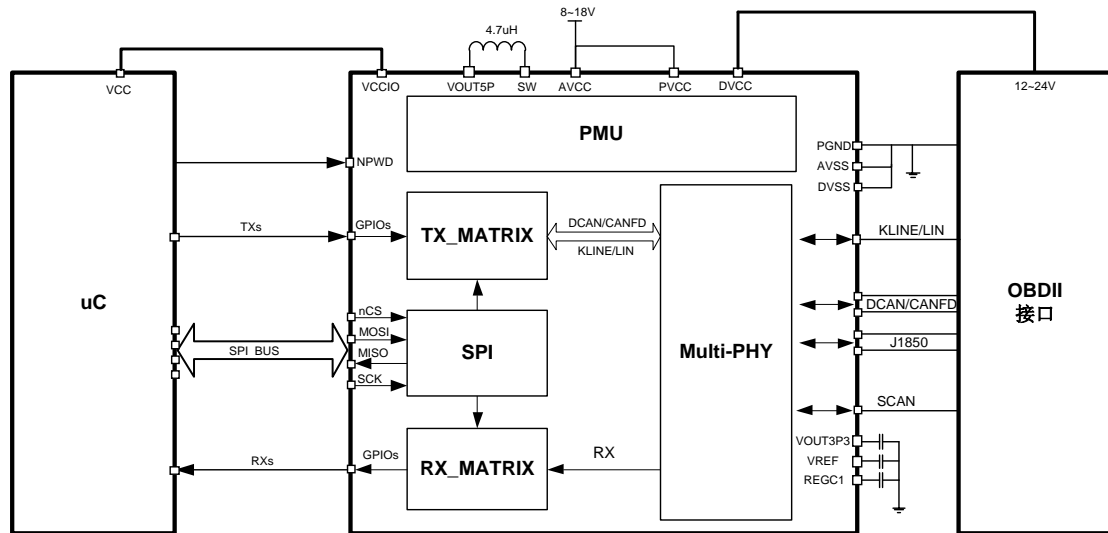 8~18V
4.7uH
VCC
VCCIO
VOUT5P
SW
AVCC
PVCC
DVCC
12~24V
PMU
NPWD
PGND
AVSS
DVSS
TXs
GPIOs
TX_MATRIX
DCAN/CANFD
KLINE/LIN
KLINE/LIN
uC
nCS
MOSI
MISO
SCK
SPI BUS
SPI
Multi-PHY
DCAN/CANFD
J1850
OBDII
接口
SCAN
VOUT3P3
VREF
REGC1
RXs
GPIOs
RX_MATRIX
RX